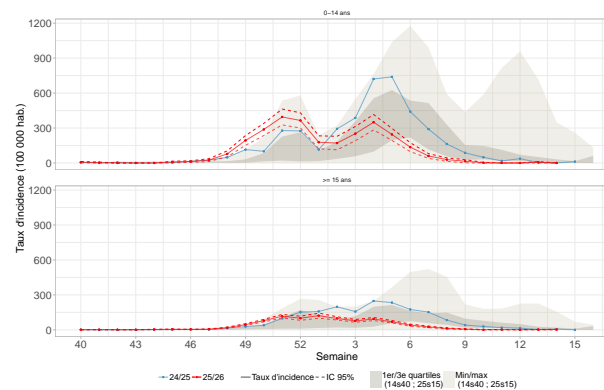 0−14 ans
1200
900
600
300
0
>= 15 ans
1200
900
600
300
0
40 43 46 49 52 3 6 9 12 15
Taux d'incidence (100 000 hab.)
Semaine
24/25 25/26 Taux d'incidence IC 95% 1er/3e quartiles (14s40 ; 25s15) Min/max (14s40 ; 25s15)